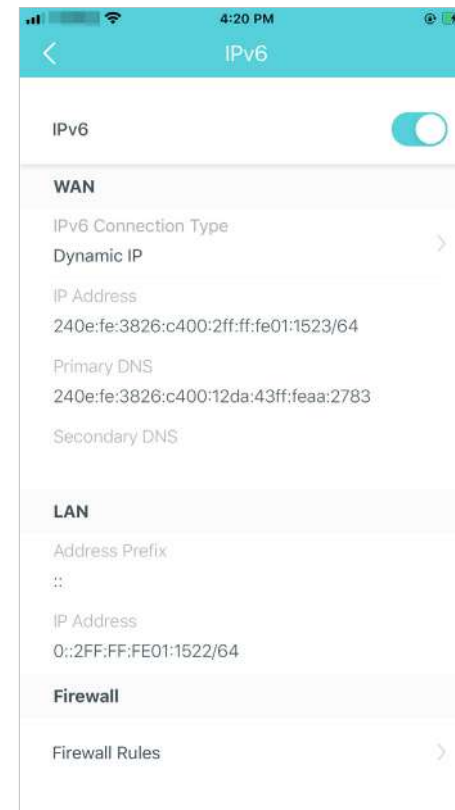 4:20 PM
IPv6
IPv6
WAN
IPv6 Connection Type
Dynamic IP
IP Address
240e:fe:3826:c400:2ff:ff:fe01:1523/64
Primary DNS
240e:fe:3826:c400:12da:43ff:feaa:2783
Secondary DNS
LAN
Address Prefix
::
IP Address
0::2FF:FF:FE01:1522/64
Firewall
Firewall Rules